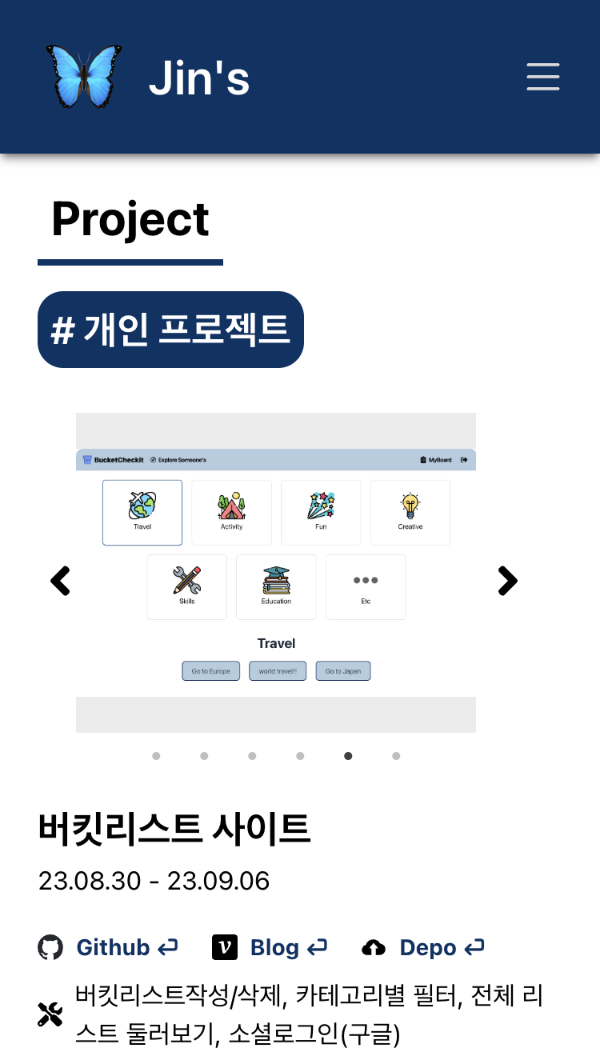 Jin's
Project
# 개인 프로젝트
BucketCheckit Explore Someone's MyBoard
Travel Activity Fun Creative
Skills Education Etc
Travel
Go to Europe world travel!! Go to Japan
버킷리스트 사이트
23.08.30 - 23.09.06
Github Blog Depo
버킷리스트작성/삭제, 카테고리별 필터, 전체 리
스트 둘러보기, 소셜로그인(구글)